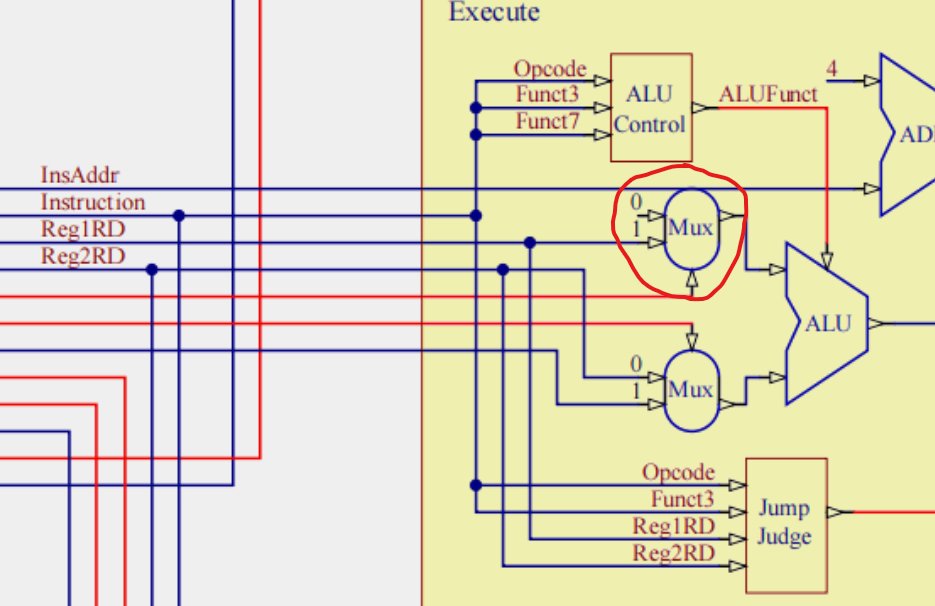 Execute
Opcode
Funct3
Funct7
ALU
Control
ALUFunct
4
InsAddr
Instruction
Reg1RD
Reg2RD
0
1
Mux
ALU
0
1
Mux
Opcode
Funct3
Reg1RD
Reg2RD
Jump
Judge